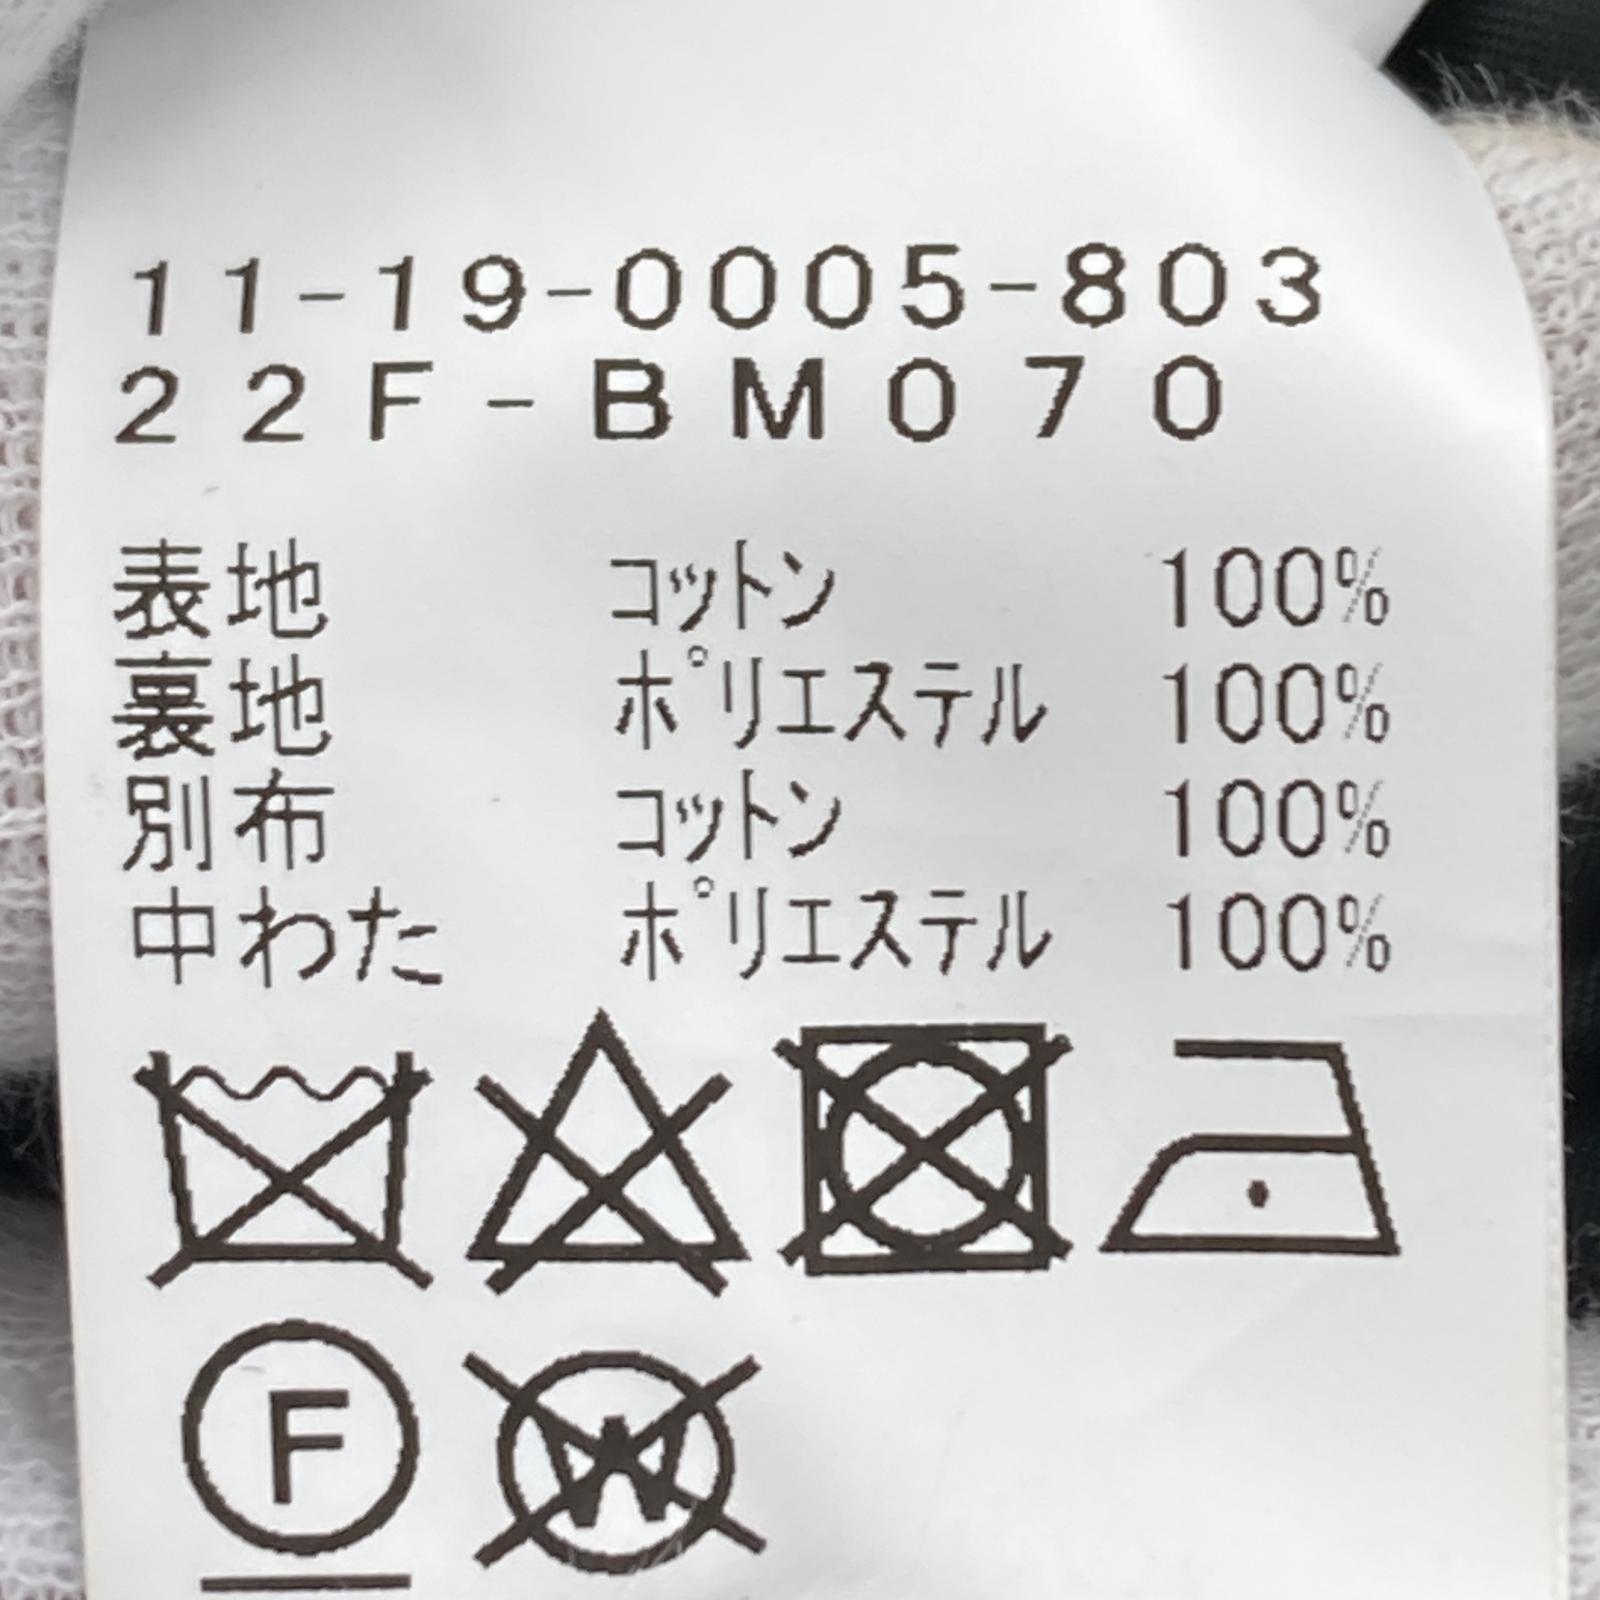 11-19-0005-803
22F-BM070
表地 コットン 100%
裏地 ポリエステル 100%
別布 コットン 100%
中わた ポリエステル 100%
F W